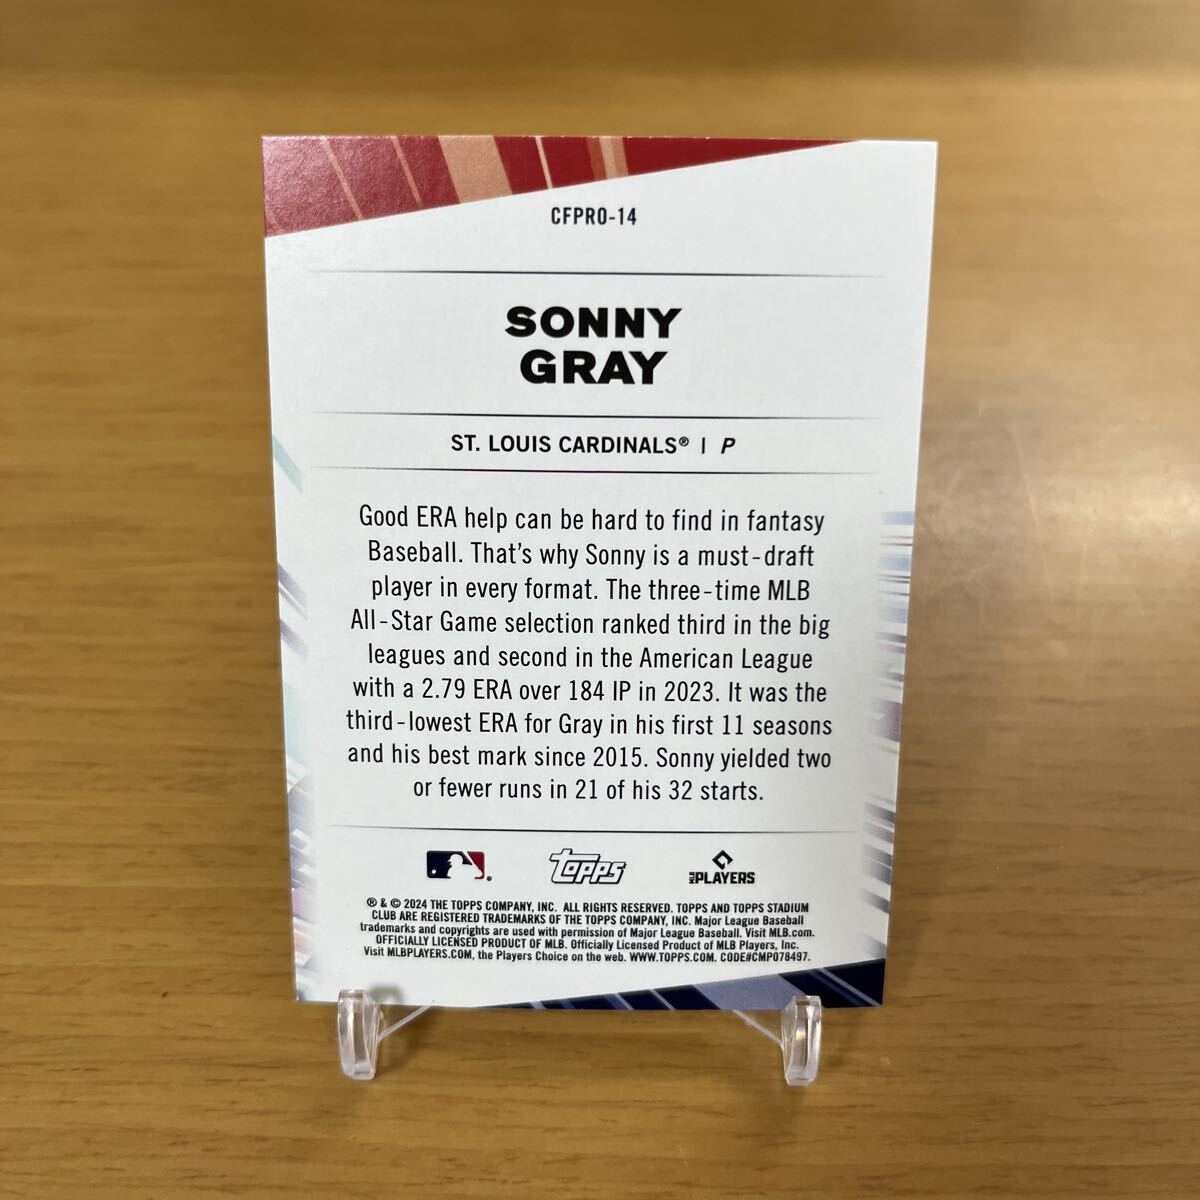 CFPRO-14
SONNY
GRAY
ST. LOUIS CARDINALS® | P
Good ERA help can be hard to find in fantasy
Baseball. That's why Sonny is a must-draft
player in every format. The three-time MLB
All-Star Game selection ranked third in the big
leagues and second in the American League
with a 2.79 ERA over 184 IP in 2023. It was the
third-lowest ERA for Gray in his first 11 seasons
and his best mark since 2015. Sonny yielded two
or fewer runs in 21 of his 32 starts.
Topps
MLB PLAYERS
® & © 2024 THE TOPPS COMPANY, INC. ALL RIGHTS RESERVED. TOPPS AND TOPPS STADIUM
CLUB ARE REGISTERED TRADEMARKS OF THE TOPPS COMPANY, INC. Major League Baseball
trademarks and copyrights are used with permission of Major League Baseball. Visit MLB.com.
OFFICIALLY LICENSED PRODUCT OF MLB. Officially Licensed Product of MLB Players, Inc.
Visit MLBPLAYERS.COM, the Players Choice on the web. WWW.TOPPS.COM. CODE#CMP078497.